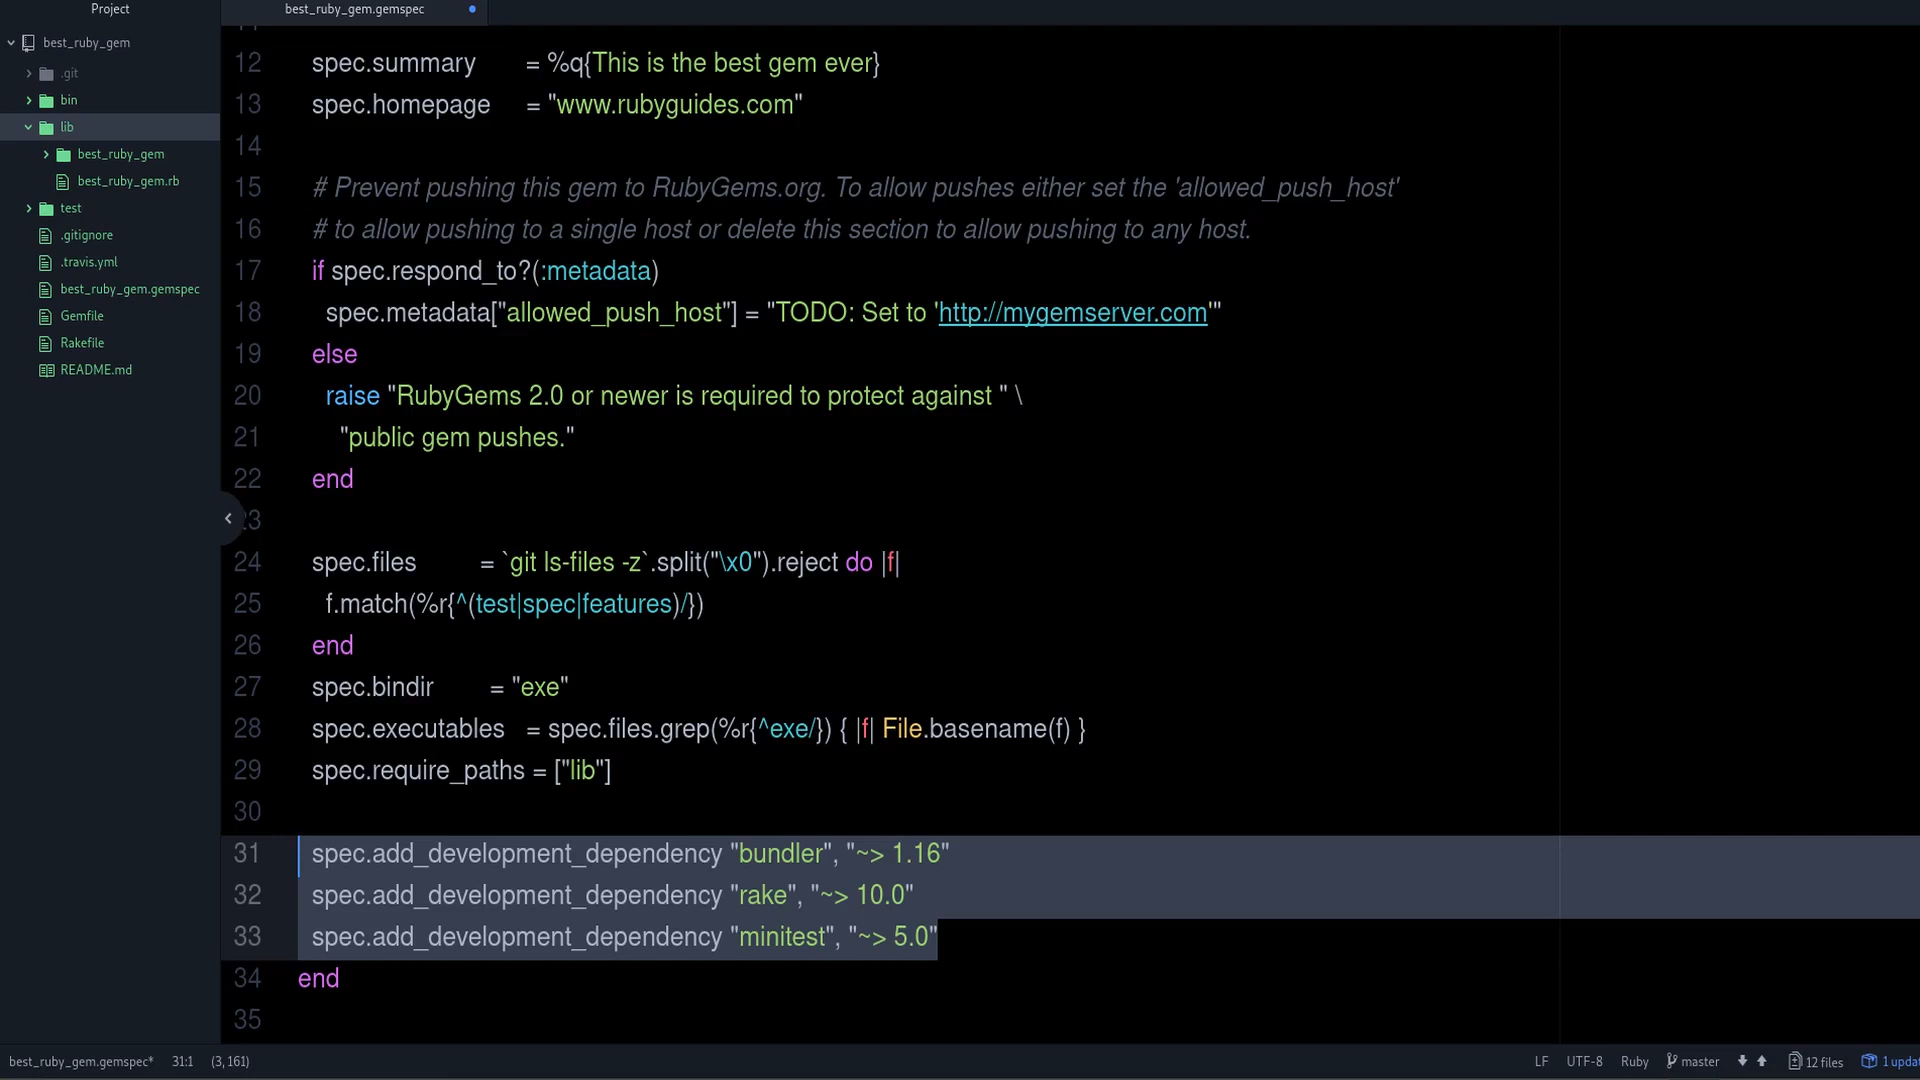 Project
best_ruby_gem.gemspec
best_ruby_gem
.git
bin
lib
best_ruby_gem
best_ruby_gem.rb
test
.gitignore
.travis.yml
best_ruby_gem.gemspec
Gemfile
Rakefile
README.md
12 spec.summary = %q{This is the best gem ever}
13 spec.homepage = "www.rubyguides.com"
14
15 # Prevent pushing this gem to RubyGems.org. To allow pushes either set the 'allowed_push_host'
16 # to allow pushing to a single host or delete this section to allow pushing to any host.
17 if spec.respond_to?(:metadata)
18 spec.metadata["allowed_push_host"] = "TODO: Set to 'http://mygemserver.com'"
19 else
20 raise "RubyGems 2.0 or newer is required to protect against " \
21 "public gem pushes."
22 end
23
24 spec.files = `git ls-files -z`.split("\x0").reject do |f|
25 f.match(%r{^(test|spec|features)/})
26 end
27 spec.bindir = "exe"
28 spec.executables = spec.files.grep(%r{^exe/}) { |f| File.basename(f) }
29 spec.require_paths = ["lib"]
30
31 spec.add_development_dependency "bundler", "~> 1.16"
32 spec.add_development_dependency "rake", "~> 10.0"
33 spec.add_development_dependency "minitest", "~> 5.0"
34 end
35
best_ruby_gem.gemspec* 31:1 (3, 161) LF UTF-8 Ruby master 12 files 1 updat